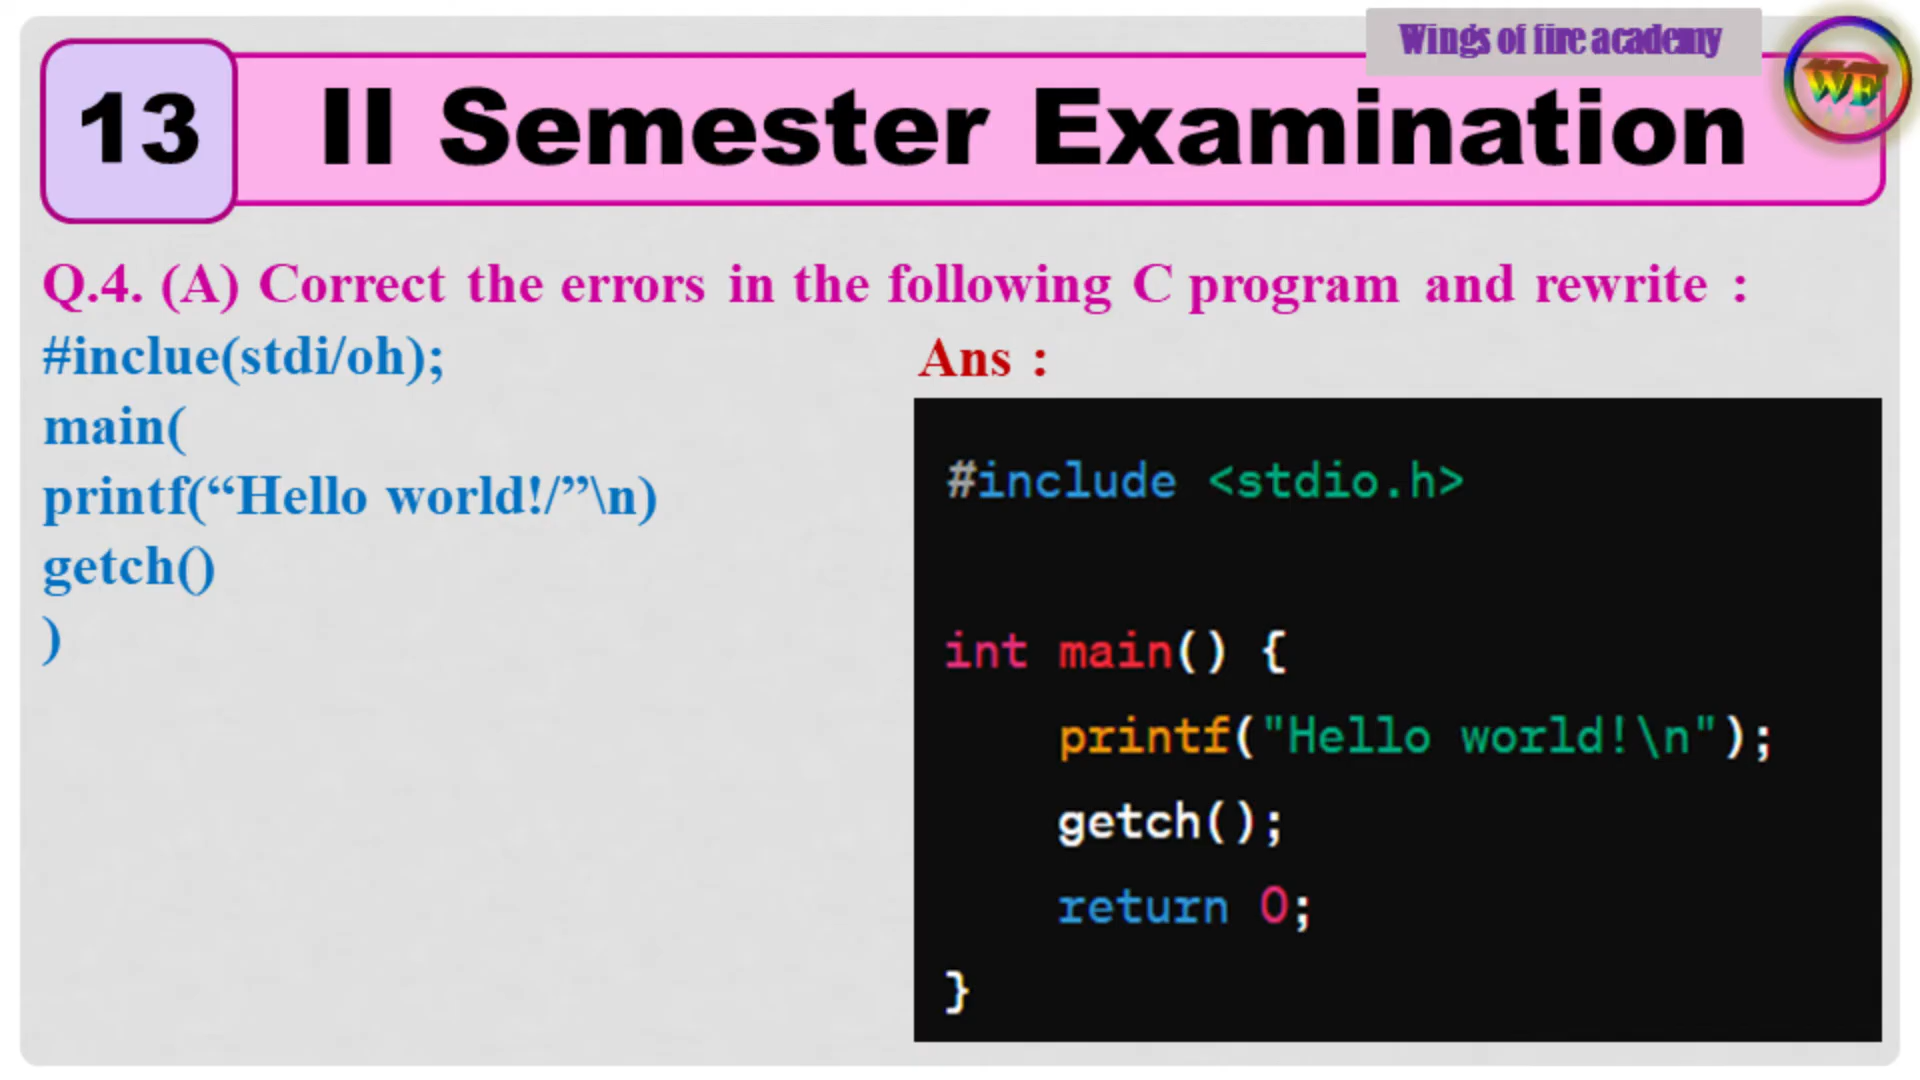 Wings of fire academy
WE
13
II Semester Examination
Q.4. (A) Correct the errors in the following C program and rewrite :
#inclue(stdi/oh);
main(
printf(“Hello world!/”\n)
getch()
)
Ans :
#include <stdio.h>
int main() {
printf("Hello world!\n");
getch();
return 0;
}